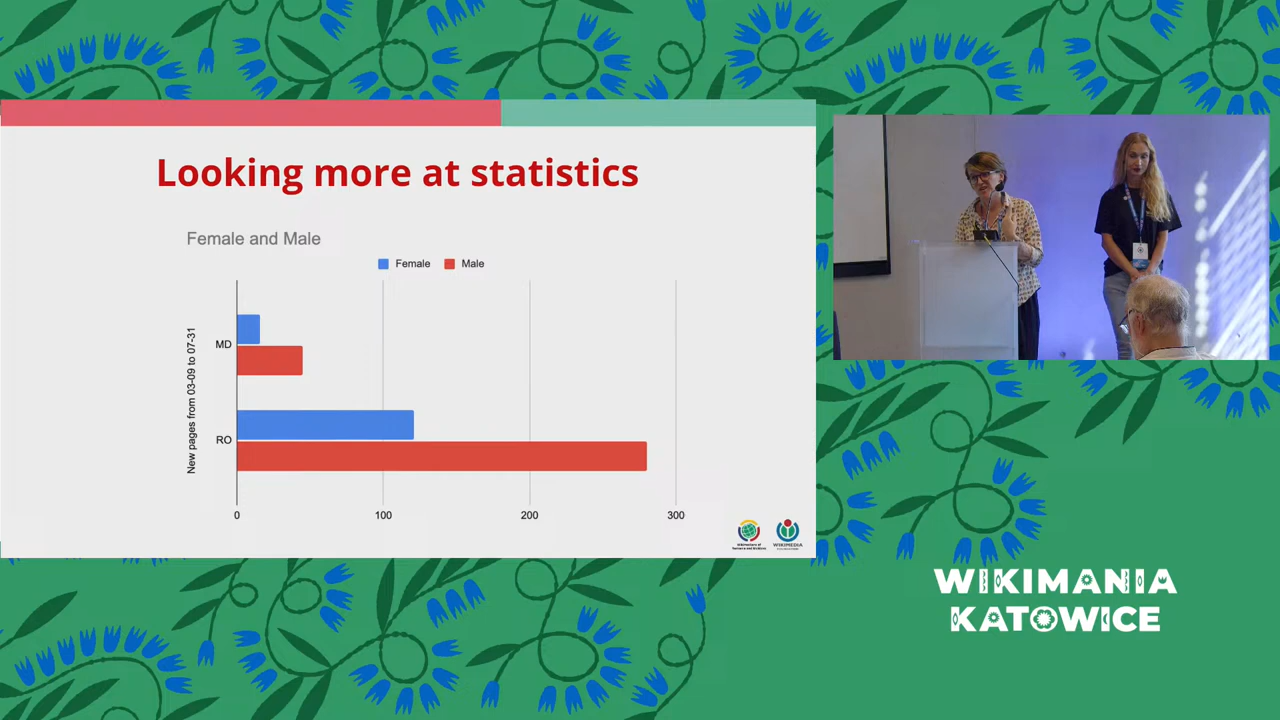 Looking more at statistics
Female and Male
Female Male
New pages from 03-09 to 07-31
MD
RO
0 100 200 300
WIKIMEDIA
WIKIMANIA
KATOWICE